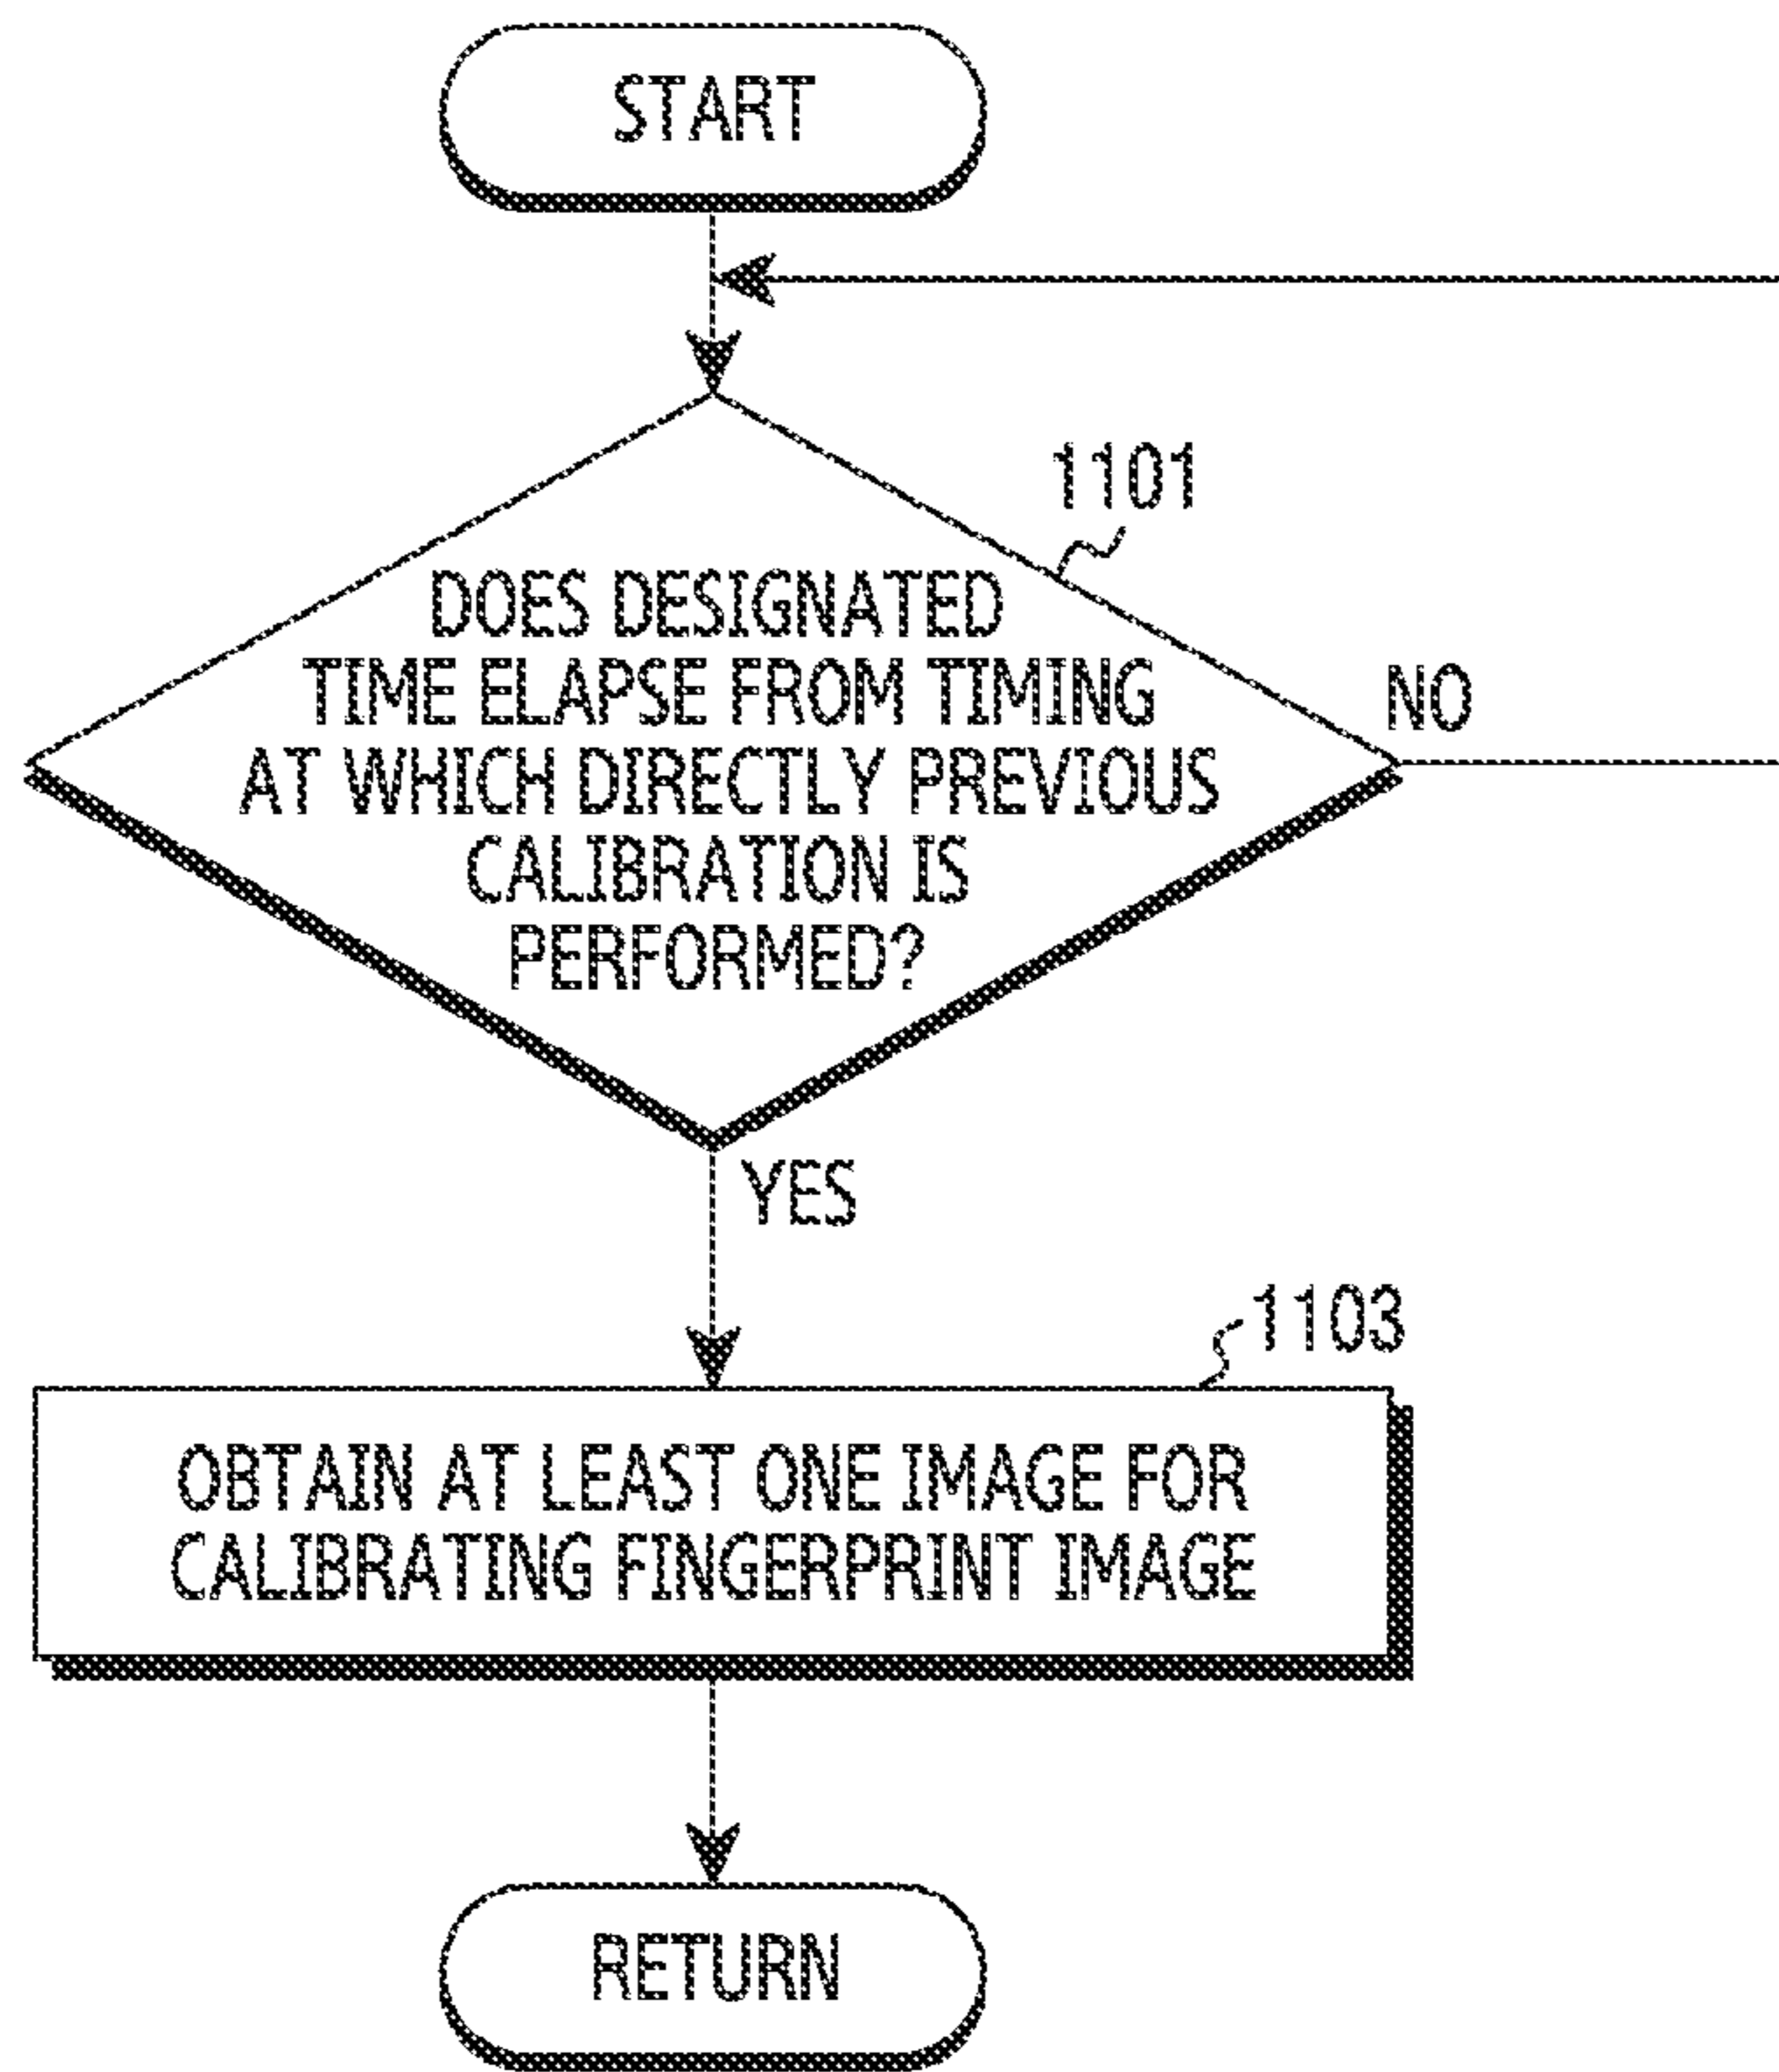 START
1101
DOES DESIGNATED
TIME ELAPSE FROM TIMING
AT WHICH DIRECTLY PREVIOUS
CALIBRATION IS
PERFORMED?
NO
YES
1103
OBTAIN AT LEAST ONE IMAGE FOR
CALIBRATING FINGERPRINT IMAGE
RETURN